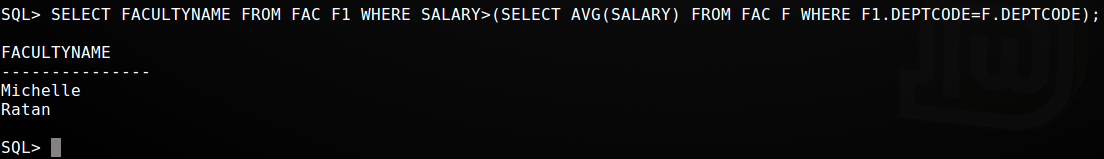 SQL> SELECT FACULTYNAME FROM FAC F1 WHERE SALARY>(SELECT AVG(SALARY) FROM FAC F WHERE F1.DEPTCODE=F.DEPTCODE);
FACULTYNAME
---------------
Michelle
Ratan
SQL>